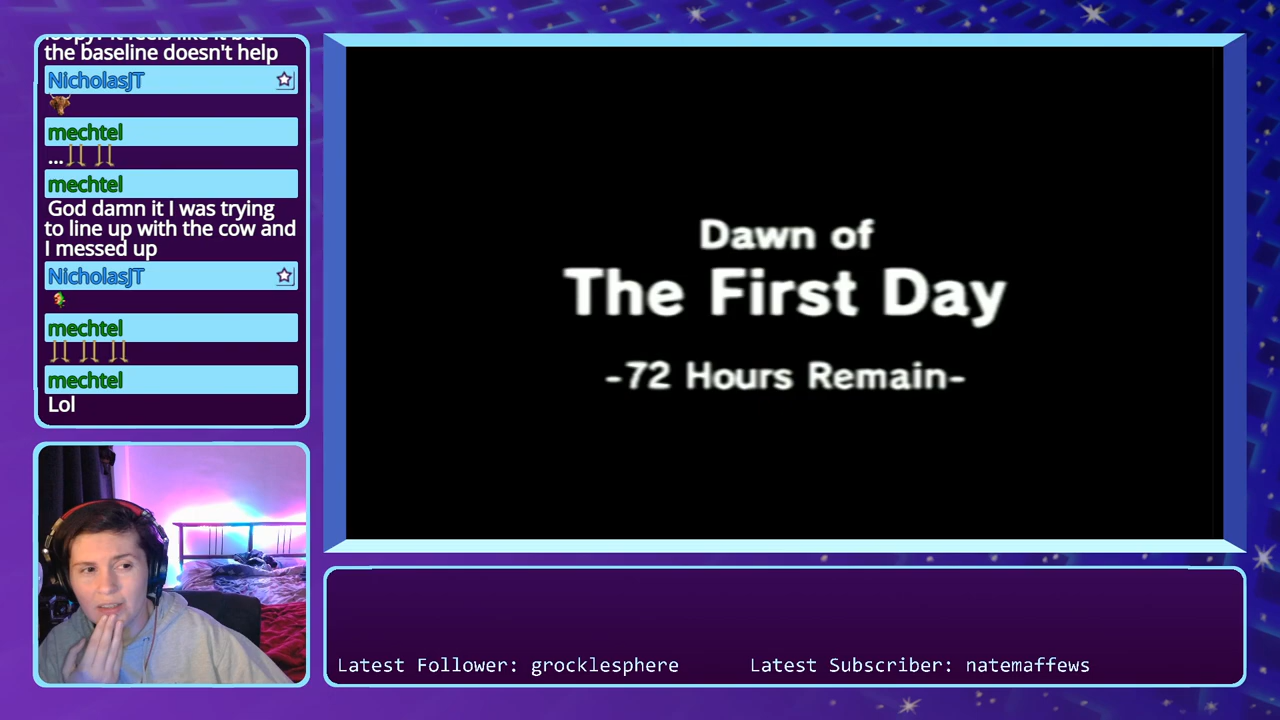 the baseline doesn't help
NicholasJT
mechtel
...
mechtel
God damn it I was trying
to line up with the cow and
I messed up
NicholasJT
mechtel
mechtel
Lol
Dawn of
The First Day
-72 Hours Remain-
Latest Follower: grocklesphere
Latest Subscriber: natemaffews